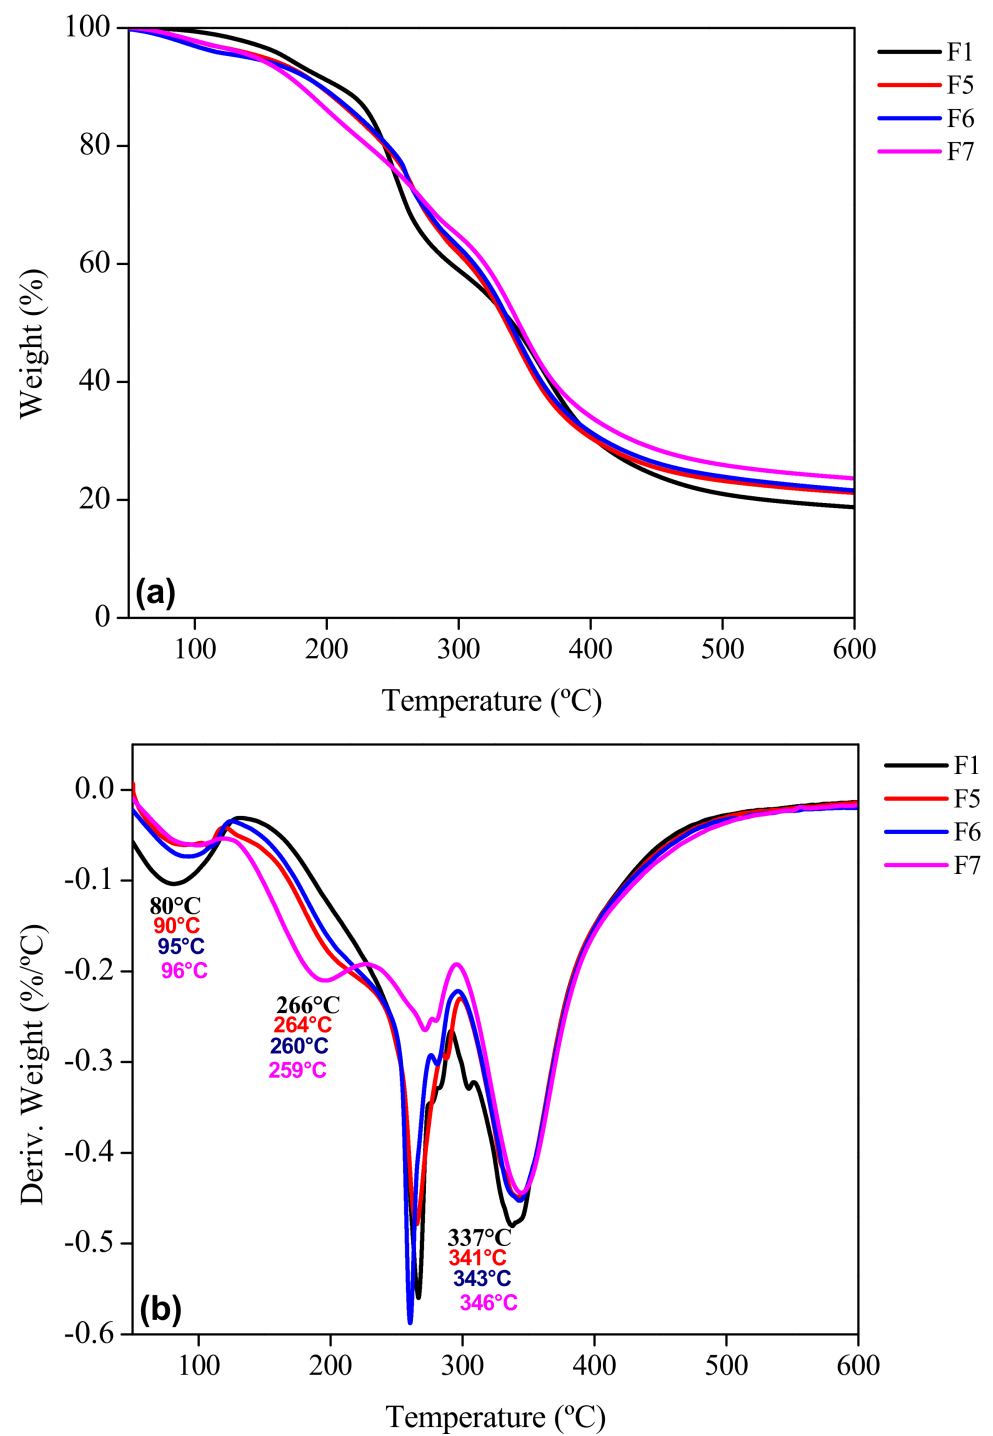 100
80
60
40
20
0
Weight (%)
(a)
100 200 300 400 500 600
Temperature (ºC)
F1
F5
F6
F7
0.0
-0.1
-0.2
-0.3
-0.4
-0.5
-0.6
Deriv. Weight (%/ºC)
80°C
90°C
95°C
96°C
266°C
264°C
260°C
259°C
337°C
341°C
343°C
346°C
(b)
100 200 300 400 500 600
Temperature (ºC)
F1
F5
F6
F7